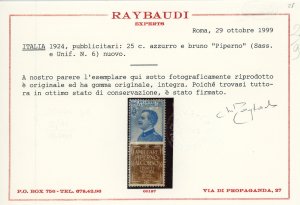 RAYBAUDI
EXPERTS
Roma, 29 ottobre 1999
ITALIA 1924, pubblicitari: 25 c. azzurro e bruno "Piperno" (Sass.
e Unif. N. 6) nuovo.
A nostro parere l'esemplare qui sotto fotograficamente riprodotto
è originale ed ha gomme originale, integra. Poiché trovasi tutto-
ra in ottimo stato di conservazione, è stato firmato.
P.O. BOX 750 - TEL. 678.42.93
VIA DI PROPAGANDA, 27